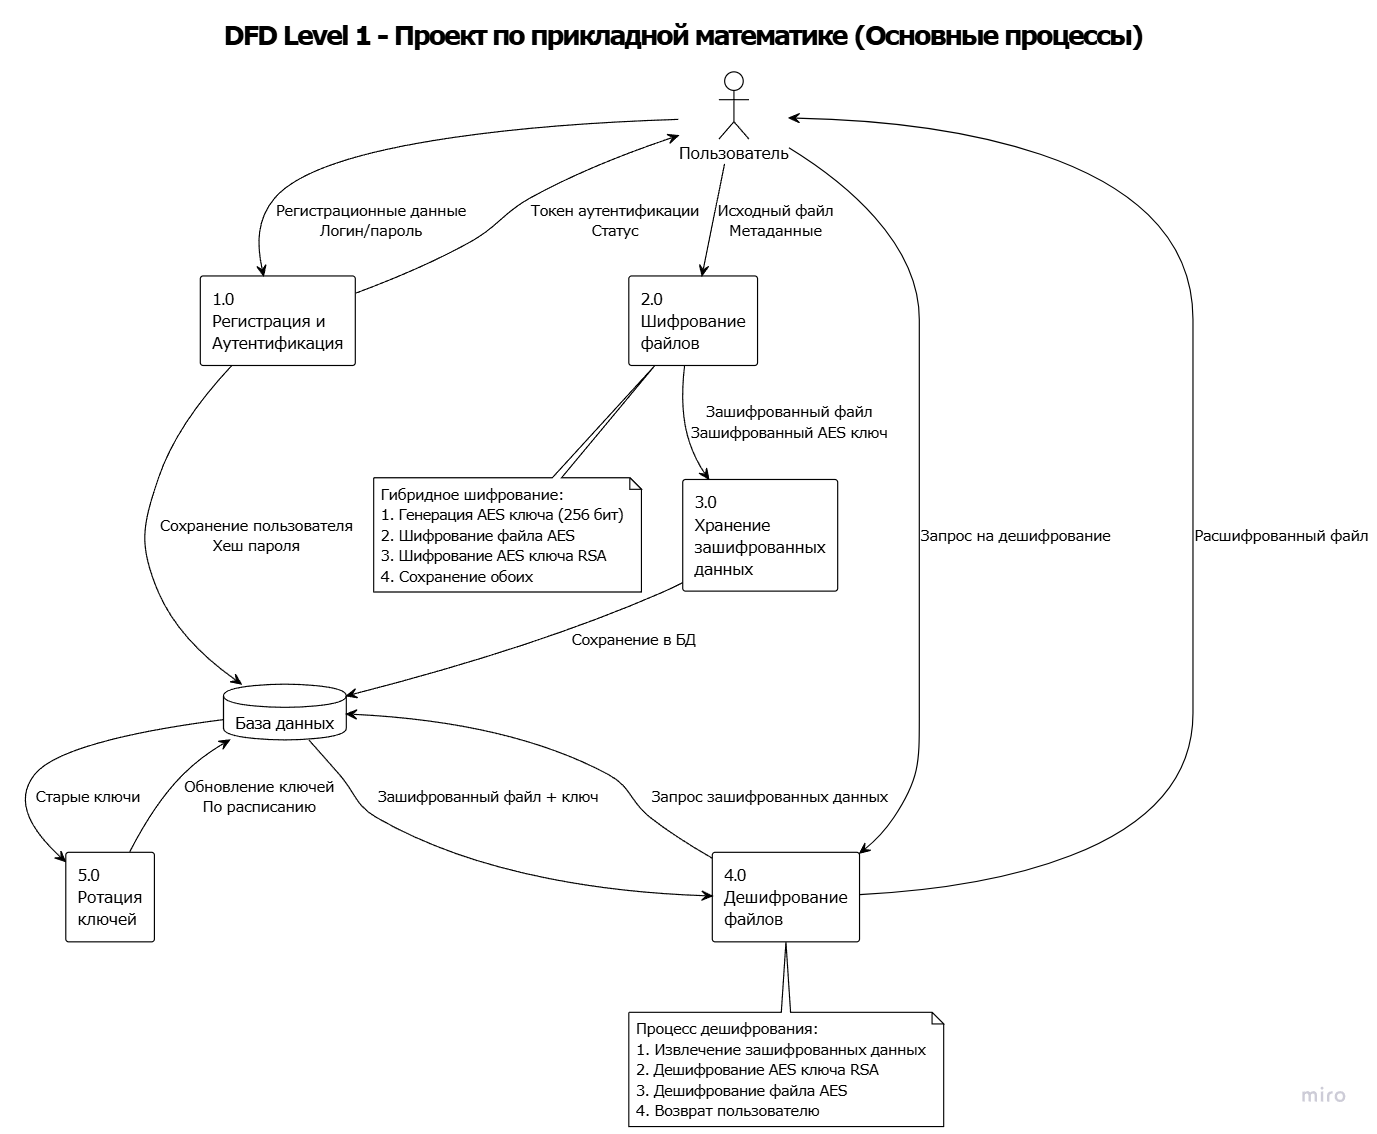 DFD Level 1 - Проект по прикладной математике (Основные процессы)
Пользователь
Регистрационные данные
Логин/пароль
Токен аутентификации
Статус
Исходный файл
Метаданные
1.0
Регистрация и
Аутентификация
2.0
Шифрование
файлов
Зашифрованный файл
Зашифрованный AES ключ
Гибридное шифрование:
1. Генерация AES ключа (256 бит)
2. Шифрование файла AES
3. Шифрование AES ключа RSA
4. Сохранение обоих
3.0
Хранение
зашифрованных
данных
Сохранение пользователя
Хеш пароля
Запрос на дешифрование
Расшифрованный файл
Сохранение в БД
База данных
Старые ключи
Обновление ключей
По расписанию
Зашифрованный файл + ключ
Запрос зашифрованных данных
5.0
Ротация
ключей
4.0
Дешифрование
файлов
Процесс дешифрования:
1. Извлечение зашифрованных данных
2. Дешифрование AES ключа RSA
3. Дешифрование файла AES
4. Возврат пользователю
miro